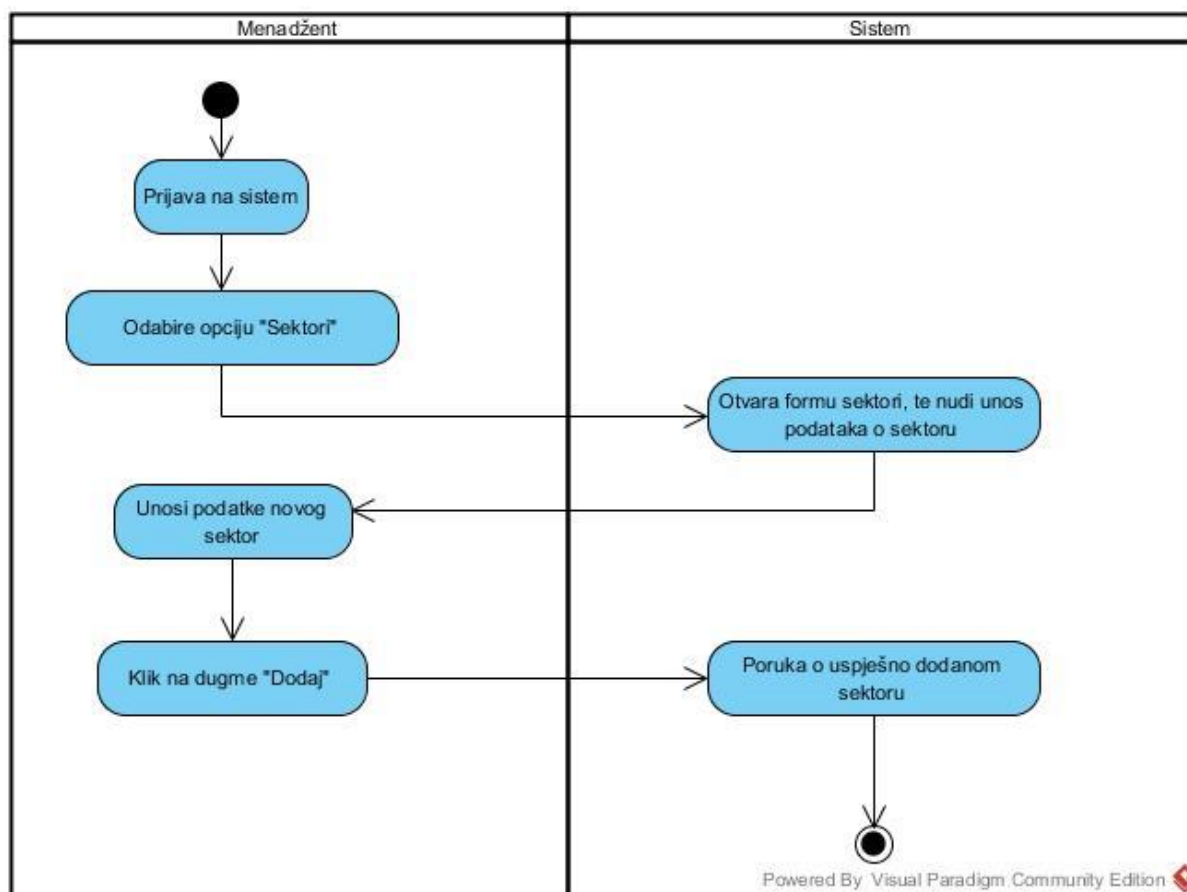 Menadžent
Sistem
Prijava na sistem
Odabire opciju "Sektori"
Otvara formu sektori, te nudi unos
podataka o sektoru
Unosi podatke novog
sektor
Klik na dugme "Dodaj"
Poruka o uspješno dodanom
sektoru
Powered By Visual Paradigm Community Edition